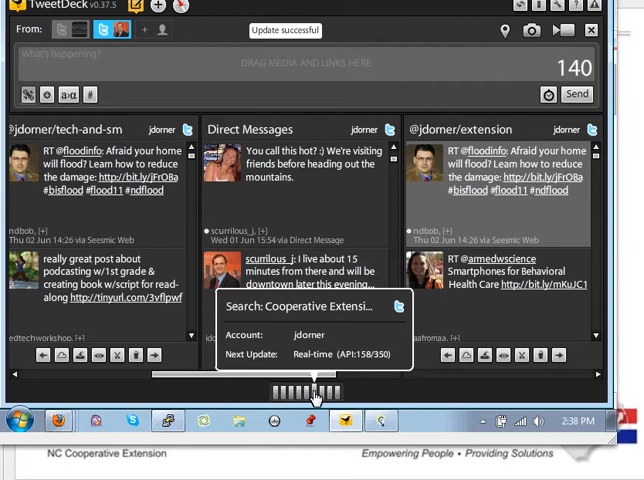 TweetDeck v0.37.5
From:
Update successful
What's happening?
DRAG MEDIA AND LINKS HERE
140
Send
@jdorner/tech-and-sm jdorner
RT @floodinfo: Afraid your home
will flood? Learn how to reduce
the damage: http://bit.ly/jFrOBa
#bisflood #flood11 #ndflood
ndbob, [+]
Thu 02 Jun 14:26 via Seesmic Web
really great post about
podcasting w/1st grade &
creating book w/script for read-
along http://tinyurl.com/3vflpwf
edtechworkshop, [+]
Direct Messages jdorner
You call this hot? :) We're visiting
friends before heading out the
mountains.
scurrilous_j, [+]
Wed 01 Jun 15:54 via Direct Message
scurrilous_j: I live about 15
minutes from there and will be
downtown later this evening...
@jdorner/extension jdorner
RT @floodinfo: Afraid your home
will flood? Learn how to reduce
the damage: http://bit.ly/jFrOBa
#bisflood #flood11 #ndflood
ndbob, [+]
Thu 02 Jun 14:26 via Seesmic Web
RT @armedwscience
Smartphones for Behavioral
Health Care http://bit.ly/mKuJC1
aafromaa, [+]
Search: Cooperative Extensi...
Account: jdorner
Next Update: Real-time (API:158/350)
2:38 PM
NC Cooperative Extension
Empowering People • Providing Solutions